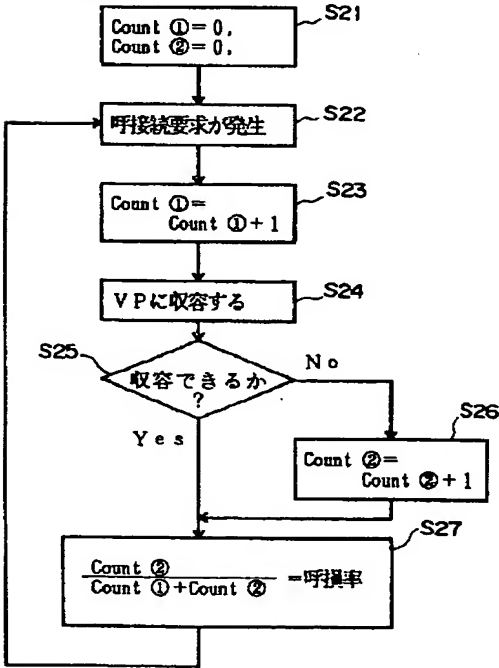 S21
Count ①=0,
Count ②=0,
S22
呼接続要求が発生
S23
Count ①=
Count ①+1
S24
VPに収容する
S25
収容できるか
?
No
Yes
S26
Count ②=
Count ②+1
S27
Count ②
Count ①+Count ②
=呼損率